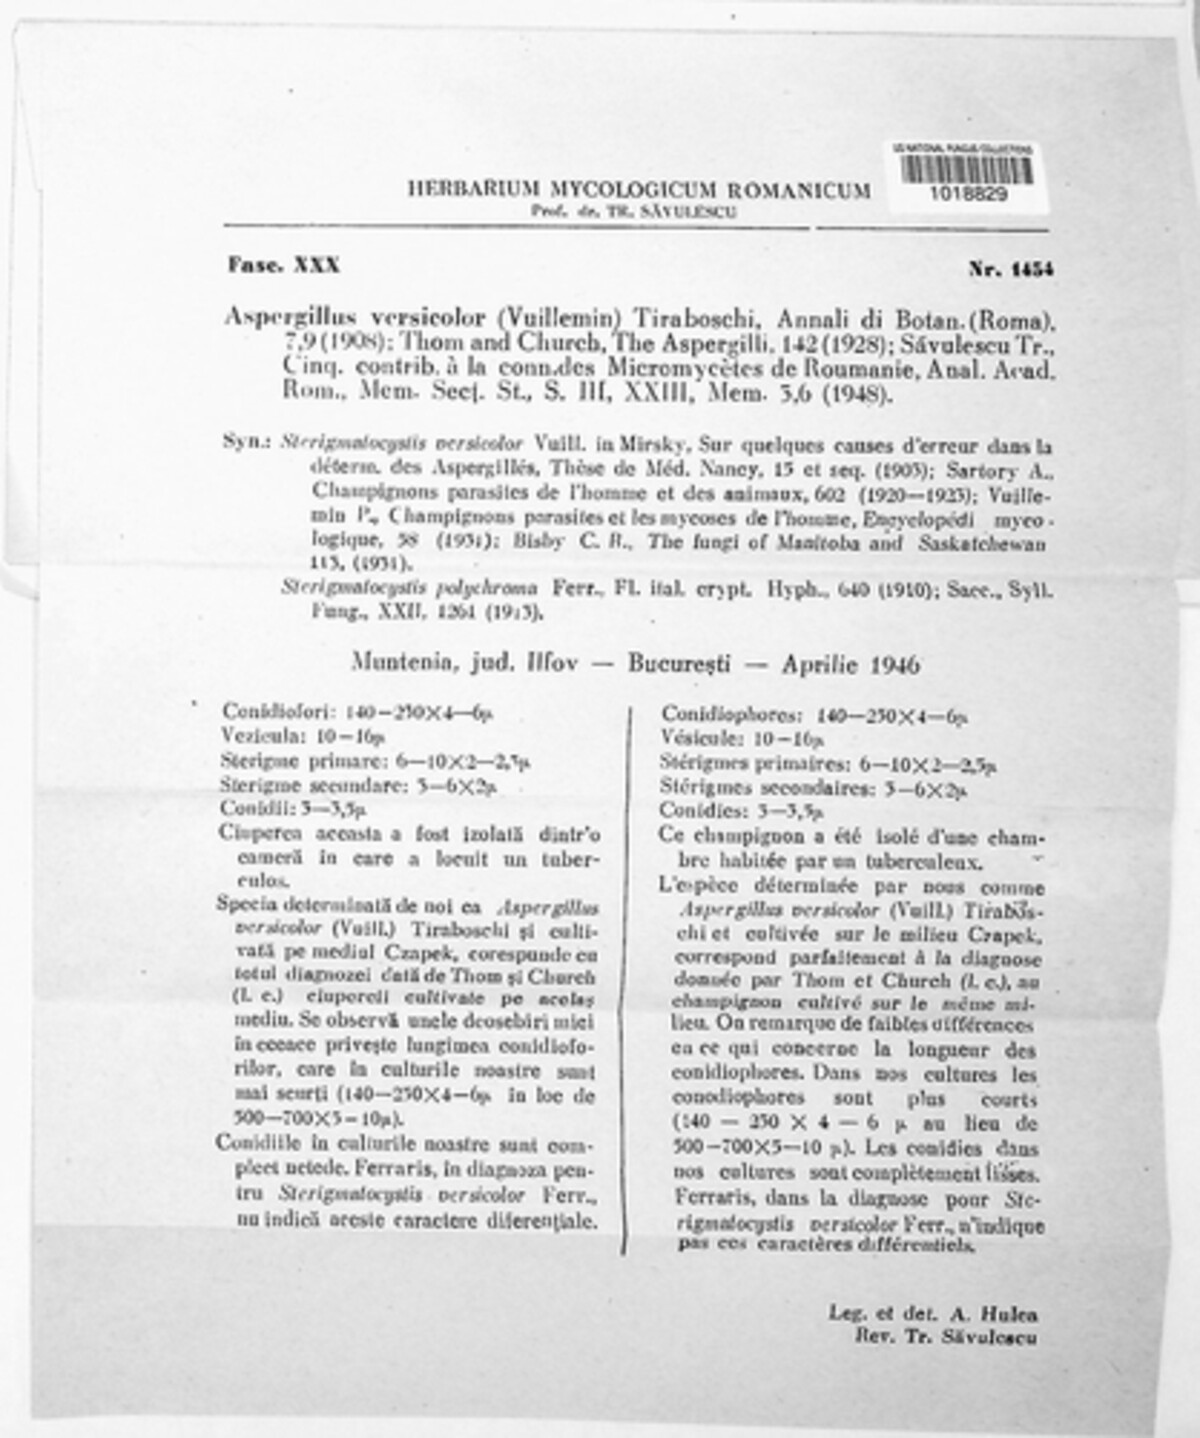 US NATIONAL FUNGUS COLLECTIONS
1018829
HERBARIUM MYCOLOGICUM ROMANICUM
Prof. dr. TR. SĂVULESCU
Fasc. XXX
Nr. 1454
Aspergillus versicolor (Vuillemin) Tiraboschi, Annali di Botan. (Roma),
7,9 (1908); Thom and Church, The Aspergilli, 142 (1928); Săvulescu Tr.,
Cinq. contrib. à la conn.des Micromycètes de Roumanie, Anal. Acad.
Rom., Mem. Secţ. St., S. III, XXIII, Mem. 3,6 (1948).
Syn.: Sterigmatocystis versicolor Vuill. in Mirsky, Sur quelques causes d'erreur dans la
déterm. des Aspergillés, Thèse de Méd. Nancy, 15 et seq. (1903); Sartory A.,
Champignons parasites de l'homme et des animaux, 602 (1920—1923); Vuille-
min P., Champignons parasites et les mycoses de l'homme, Encyclopédi myco-
logique, 38 (1931); Bisby C. R., The fungi of Manitoba and Saskatchewan
113, (1931).
Sterigmatocystis polychroma Ferr., Fl. ital. crypt. Hyph., 640 (1910); Sacc., Syll.
Fung., XXII, 1261 (1913).
Muntenia, jud. Ilfov — Bucureşti — Aprilie 1946
Conidiofori: 140—250×4—6µ
Vezicula: 10—16µ
Sterigme primare: 6—10×2—2,5µ
Sterigme secundare: 5—6×2µ
Conidii: 3—3,5µ
Ciuperca aceasta a fost izolată dintr'o
cameră în care a locuit un tuber-
culos.
Specia determinată de noi ca Aspergillus
versicolor (Vuill.) Tiraboschi şi culti-
vată pe mediul Czapek, corespunde cu
totul diagnozei dată de Thom şi Church
(l. c.) ciupercii cultivate pe acelaş
mediu. Se observă unele deosebiri mici
în ceeace priveşte lungimea conidiofo-
rilor, care în culturile noastre sunt
mai scurţi (140—250×4—6µ în loc de
500—700×5—10µ).
Conidiile în culturile noastre sunt com-
plect netede. Ferraris, în diagnoza pen-
tru Sterigmatocystis versicolor Ferr.,
nu indică aceste caractere diferenţiale.
Conidiophores: 140—250×4—6µ
Vésicule: 10—16µ
Stérigmes primaires: 6—10×2—2,5µ
Stérigmes secondaires: 5—6×2µ
Conidies: 3—3,5µ
Ce champignon a été isolé d'une cham-
bre habitée par un tuberculeux.
L'espèce déterminée par nous comme
Aspergillus versicolor (Vuill.) Tirabos-
chi et cultivée sur le milieu Czapek,
correspond parfaitement à la diagnose
donnée par Thom et Church (l. c.), au
champignon cultivé sur le même mi-
lieu. On remarque de faibles différences
en ce qui concerne la longueur des
conidiophores. Dans nos cultures les
conodiophores sont plus courts
(140 — 250 × 4 — 6 µ au lieu de
500—700×5—10 µ). Les conidies dans
nos cultures sont complètement lisses.
Ferraris, dans la diagnose pour Ste-
rigmatocystis versicolor Ferr., n'indique
pas ces caractères différentiels.
Leg. et det. A. Hulea
Rev. Tr. Săvulescu